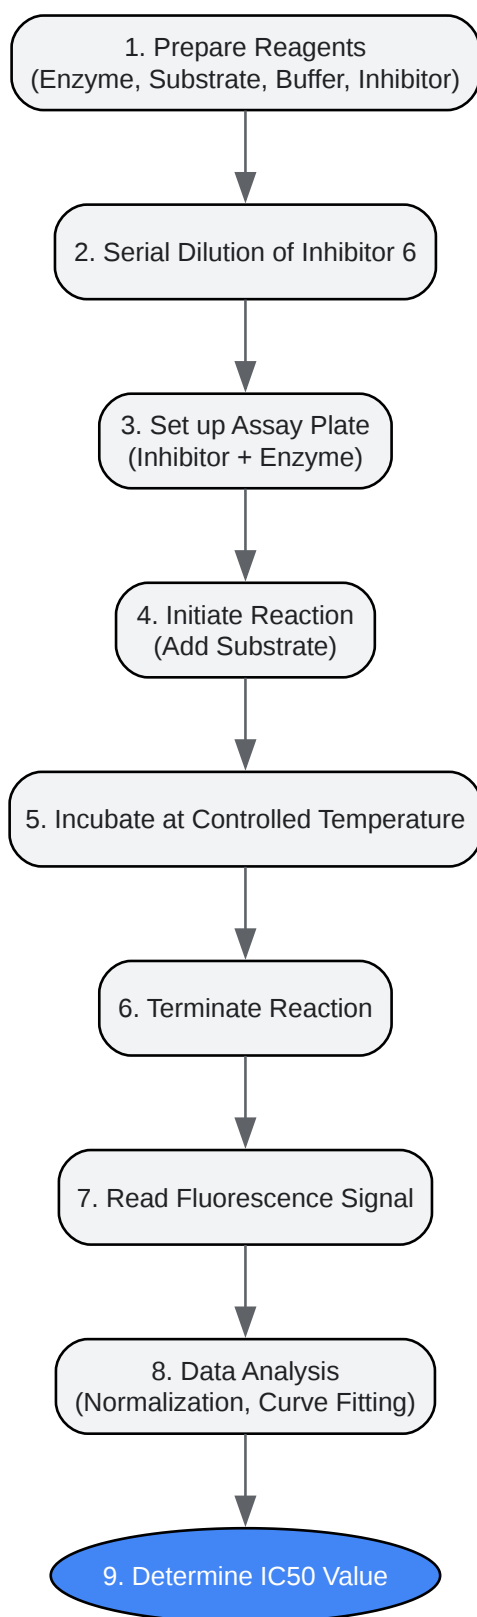 1. Prepare Reagents
(Enzyme, Substrate, Buffer, Inhibitor)
2. Serial Dilution of Inhibitor 6
3. Set up Assay Plate
(Inhibitor + Enzyme)
4. Initiate Reaction
(Add Substrate)
5. Incubate at Controlled Temperature
6. Terminate Reaction
7. Read Fluorescence Signal
8. Data Analysis
(Normalization, Curve Fitting)
9. Determine IC50 Value